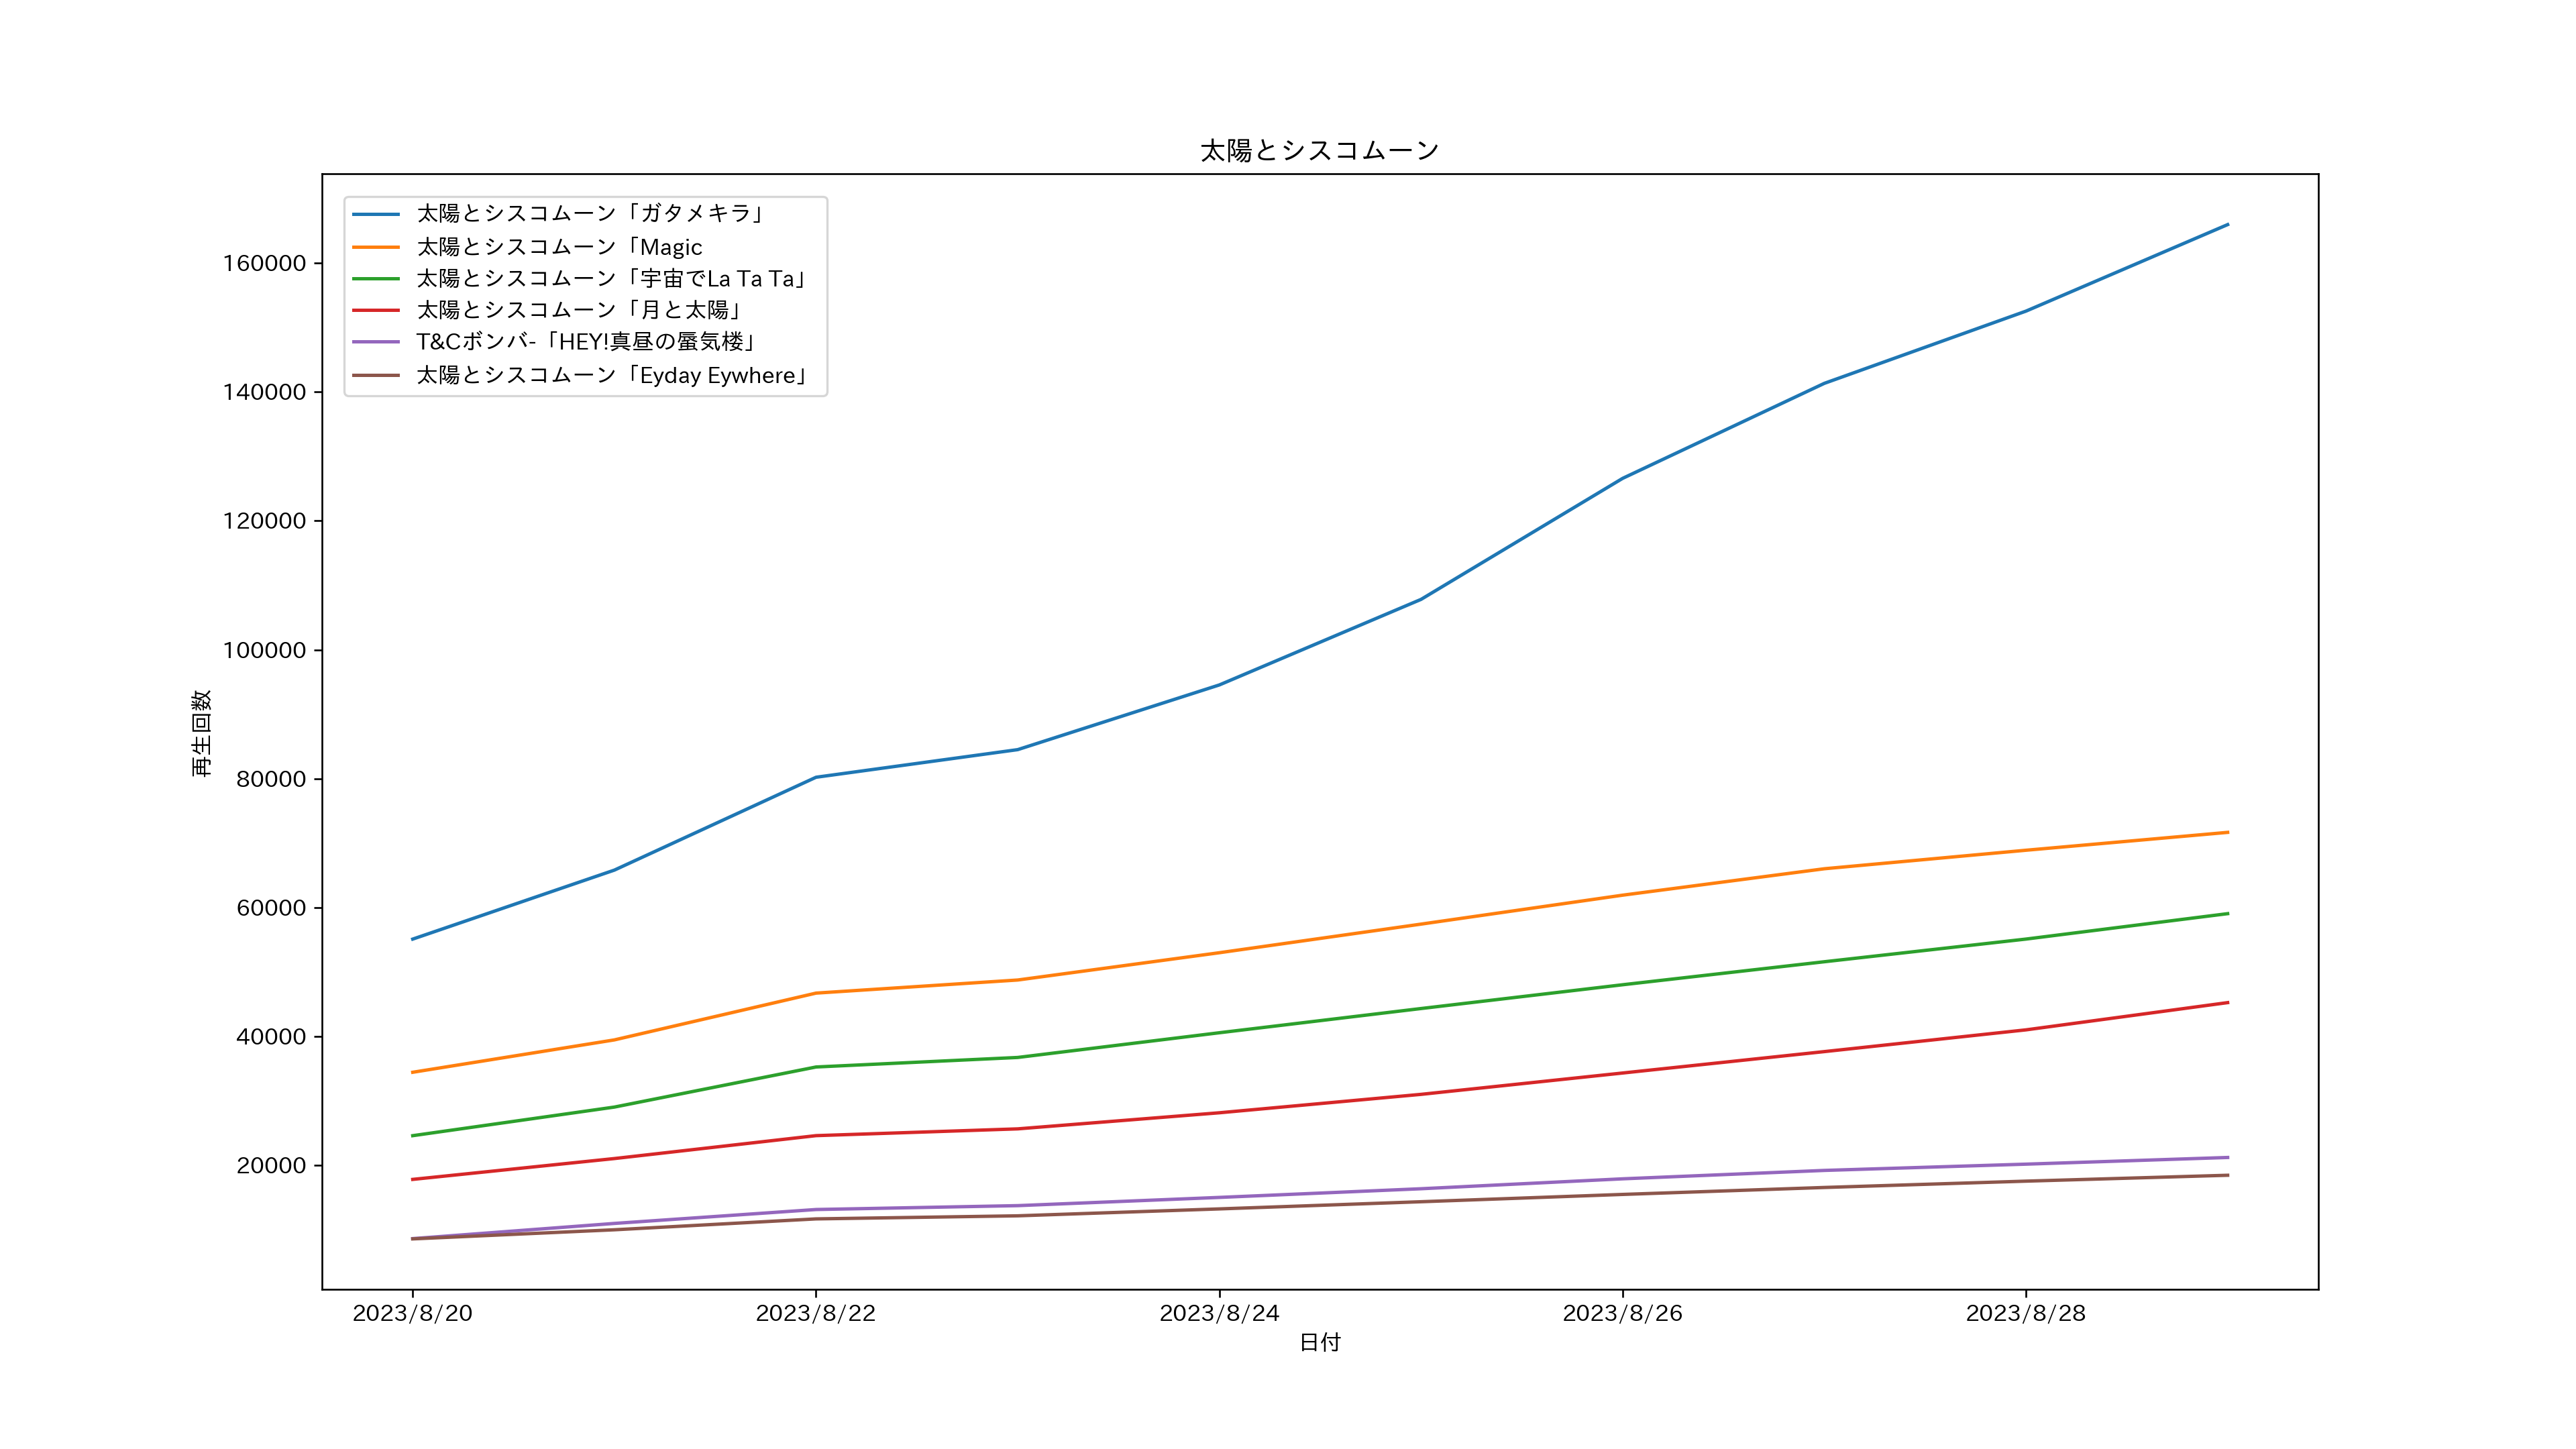 太陽とシスコムーン
太陽とシスコムーン「ガタメキラ」
太陽とシスコムーン「Magic
太陽とシスコムーン「宇宙でLa Ta Ta」
太陽とシスコムーン「月と太陽」
T&Cボンバ-「HEY!真昼の蜃気楼」
太陽とシスコムーン「Eyday Eywhere」
160000
140000
120000
100000
80000
60000
40000
20000
再生回数
2023/8/20 2023/8/22 2023/8/24 2023/8/26 2023/8/28
日付